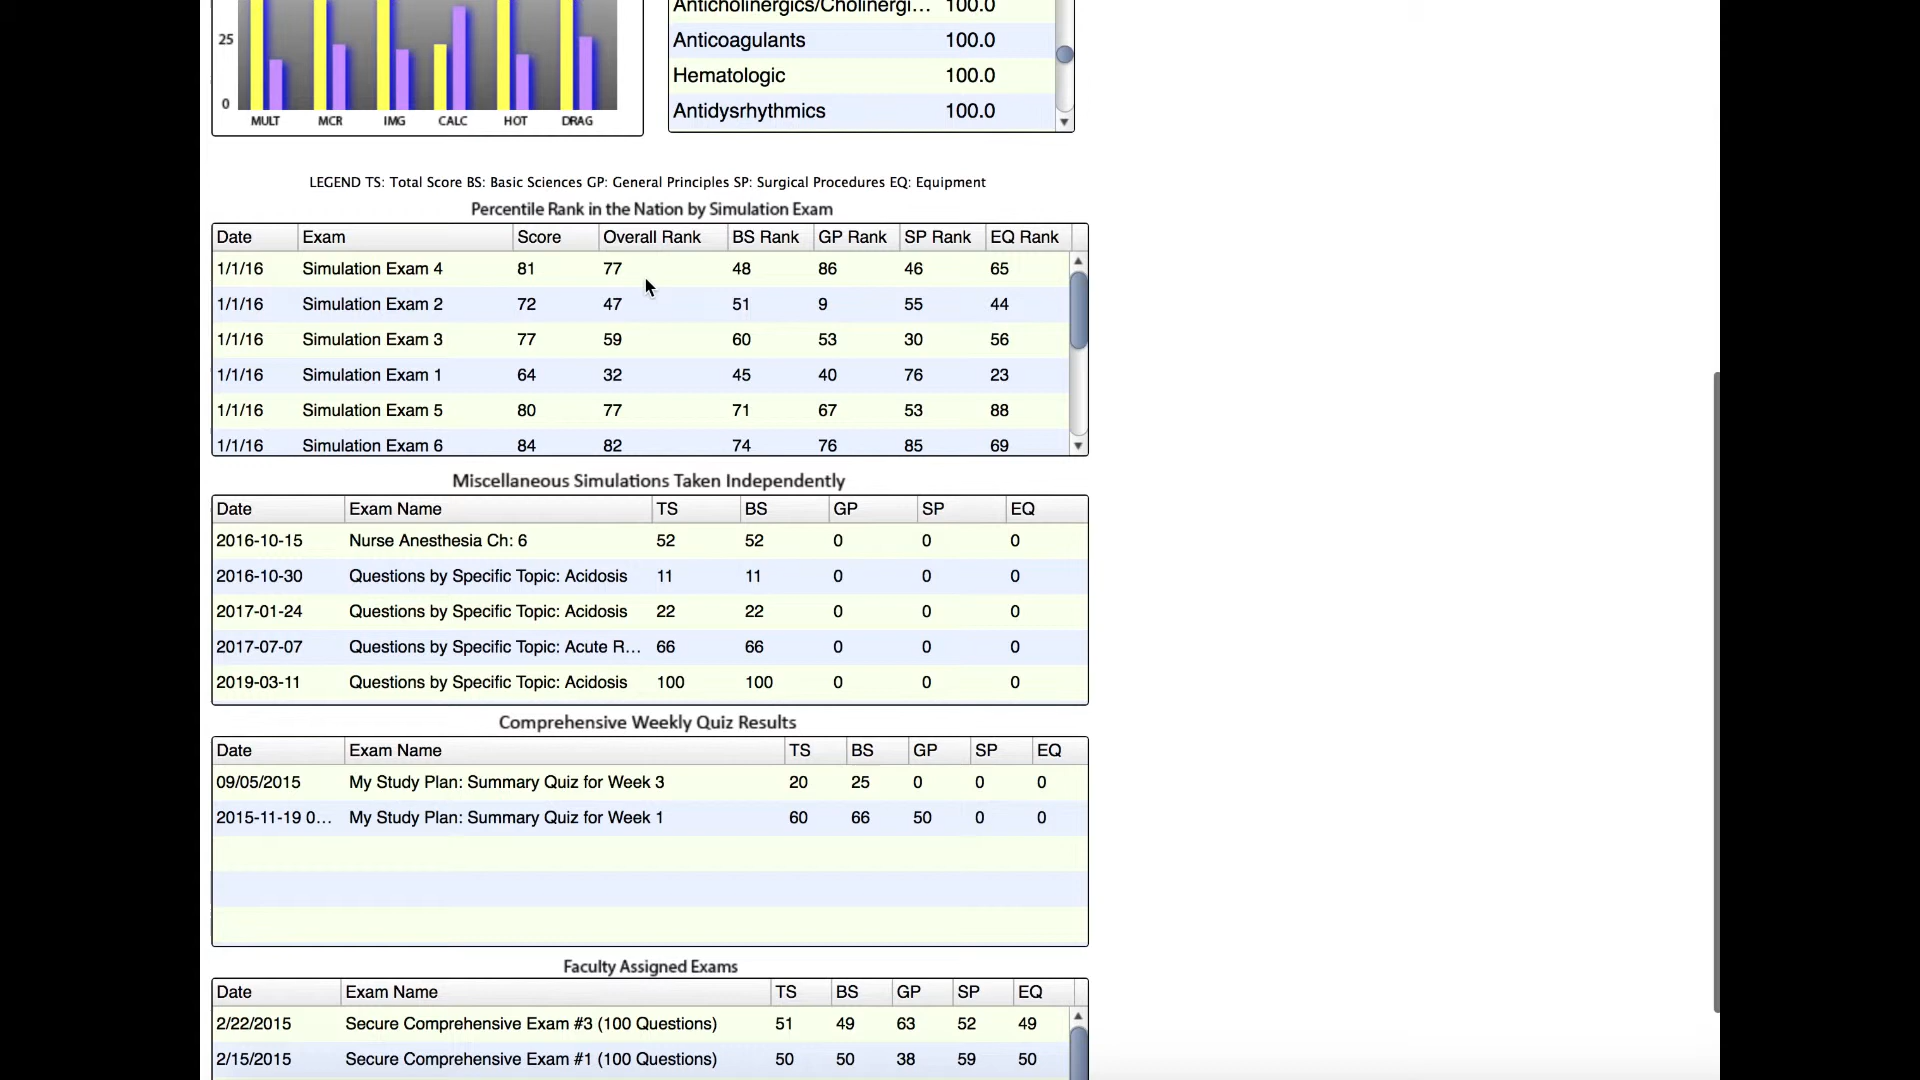 25
0
MULT MCR IMG CALC HOT DRAG
Anticholinergics/Cholinergi... 100.0
Anticoagulants 100.0
Hematologic 100.0
Antidysrhythmics 100.0
LEGEND TS: Total Score BS: Basic Sciences GP: General Principles SP: Surgical Procedures EQ: Equipment
Percentile Rank in the Nation by Simulation Exam
Date Exam Score Overall Rank BS Rank GP Rank SP Rank EQ Rank
1/1/16 Simulation Exam 4 81 77 48 86 46 65
1/1/16 Simulation Exam 2 72 47 51 9 55 44
1/1/16 Simulation Exam 3 77 59 60 53 30 56
1/1/16 Simulation Exam 1 64 32 45 40 76 23
1/1/16 Simulation Exam 5 80 77 71 67 53 88
1/1/16 Simulation Exam 6 84 82 74 76 85 69
Miscellaneous Simulations Taken Independently
Date Exam Name TS BS GP SP EQ
2016-10-15 Nurse Anesthesia Ch: 6 52 52 0 0 0
2016-10-30 Questions by Specific Topic: Acidosis 11 11 0 0 0
2017-01-24 Questions by Specific Topic: Acidosis 22 22 0 0 0
2017-07-07 Questions by Specific Topic: Acute R... 66 66 0 0 0
2019-03-11 Questions by Specific Topic: Acidosis 100 100 0 0 0
Comprehensive Weekly Quiz Results
Date Exam Name TS BS GP SP EQ
09/05/2015 My Study Plan: Summary Quiz for Week 3 20 25 0 0 0
2015-11-19 0... My Study Plan: Summary Quiz for Week 1 60 66 50 0 0
Faculty Assigned Exams
Date Exam Name TS BS GP SP EQ
2/22/2015 Secure Comprehensive Exam #3 (100 Questions) 51 49 63 52 49
2/15/2015 Secure Comprehensive Exam #1 (100 Questions) 50 50 38 59 50